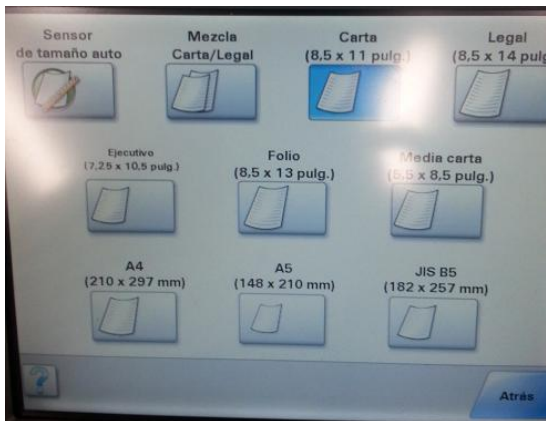 Sensor
de tamaño auto
Mezcla
Carta/Legal
Carta
(8,5 x 11 pulg.)
Legal
(8,5 x 14 pulg
Ejecutivo
(7,25 x 10,5 pulg.)
Folio
(8,5 x 13 pulg.)
Media carta
(5,5 x 8,5 pulg.)
A4
(210 x 297 mm)
A5
(148 x 210 mm)
JIS B5
(182 x 257 mm)
?
Atrás